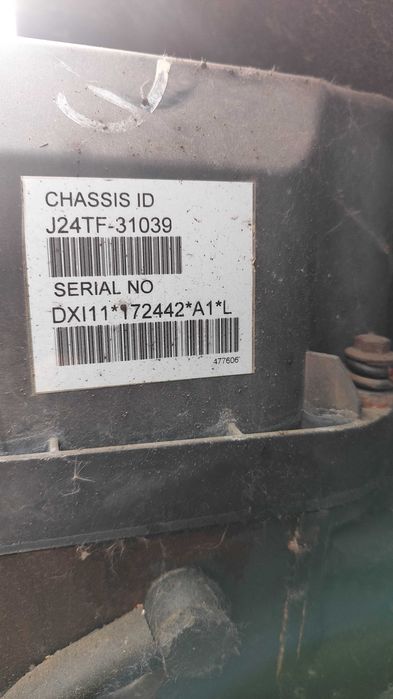 CHASSIS ID
J24TF-31039
SERIAL NO
DXI11*172442*A1*L
477606